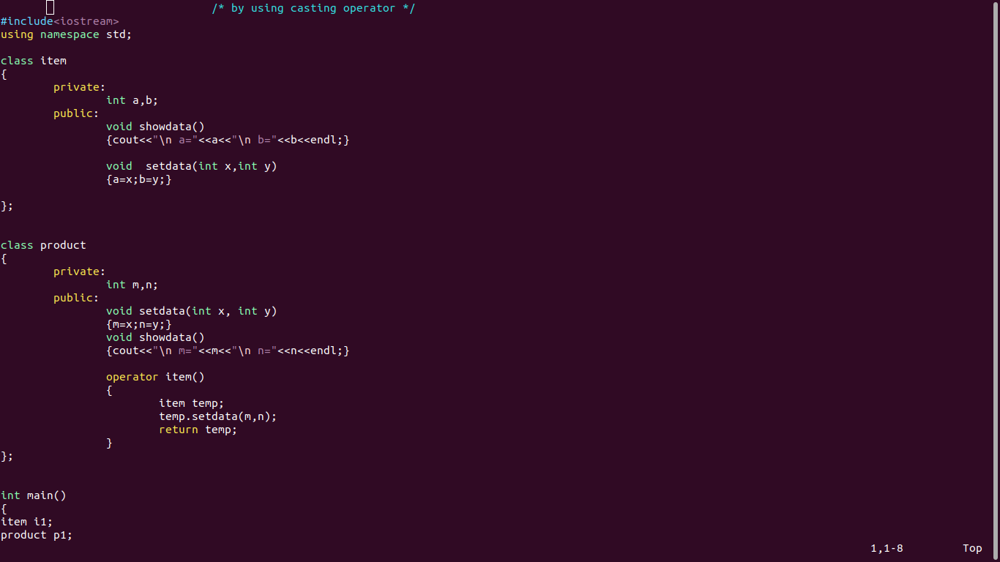 /* by using casting operator */
#include<iostream>
using namespace std;
class item
{
private:
int a,b;
public:
void showdata()
{cout<<"\n a="<<a<<"\n b="<<b<<endl;}
void  setdata(int x,int y)
{a=x;b=y;}
};
class product
{
private:
int m,n;
public:
void setdata(int x, int y)
{m=x;n=y;}
void showdata()
{cout<<"\n m="<<m<<"\n n="<<n<<endl;}
operator item()
{
item temp;
temp.setdata(m,n);
return temp;
}
};
int main()
{
item i1;
product p1;
1,1-8 Top